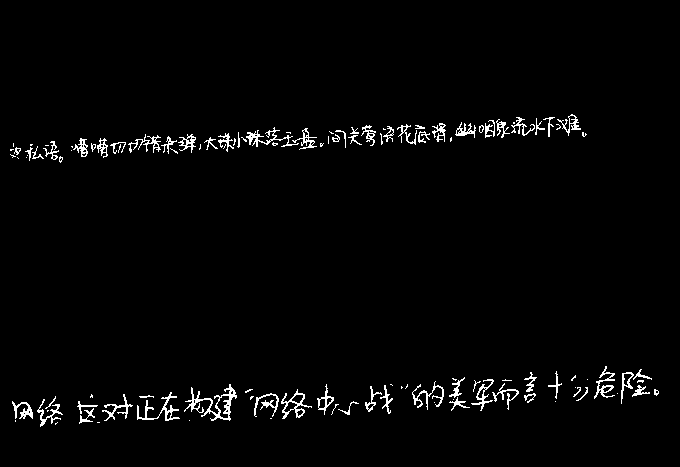 如私语。嘈嘈切切错杂弹,大珠小珠落玉盘。间关莺语花底滑,幽咽泉流水下难。
网络 这对正在构建“网络中心战”的美军而言十分危险。